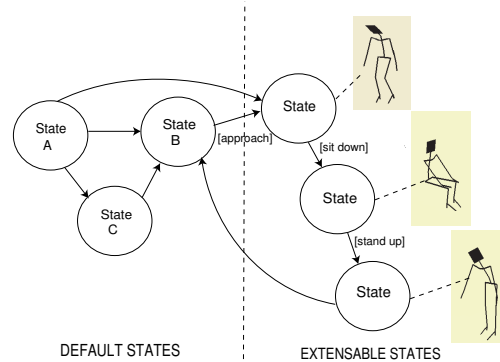 State
A
State
B
State
C
[approach]
State
[sit down]
State
[stand up]
State
DEFAULT STATES
EXTENSABLE STATES